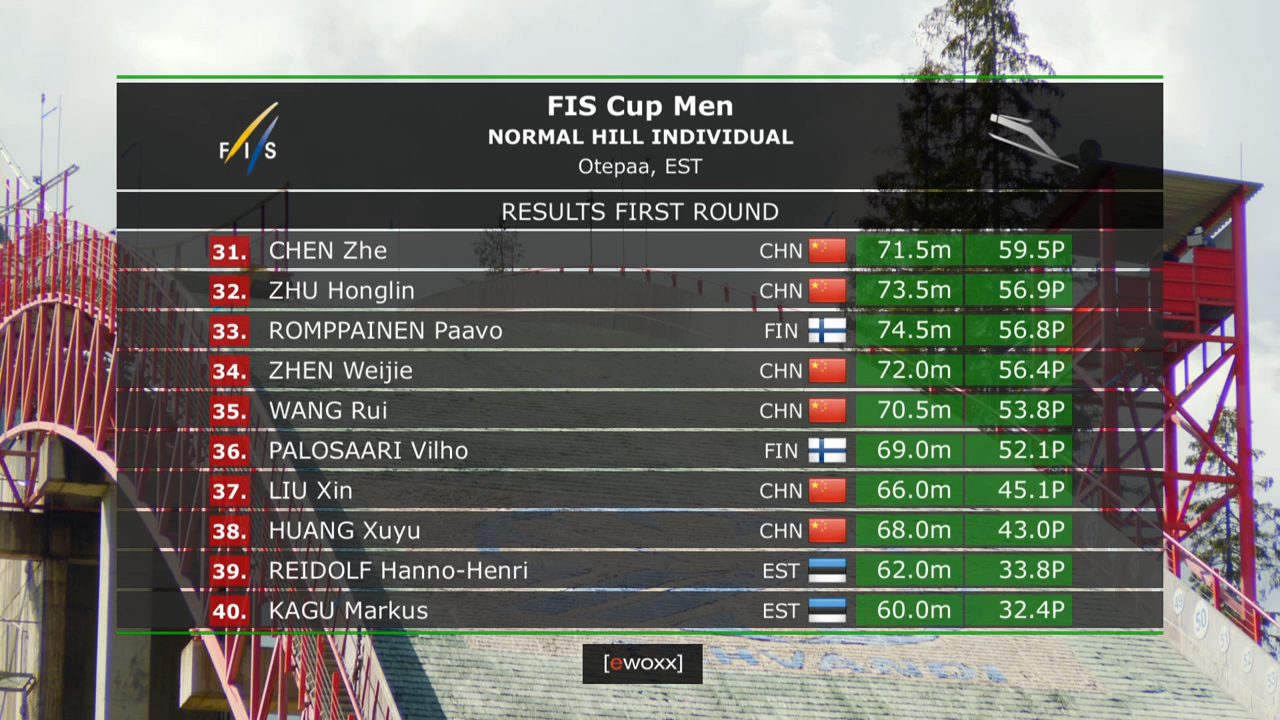 FIS
FIS Cup Men
NORMAL HILL INDIVIDUAL
Otepaa, EST
RESULTS FIRST ROUND
31. CHEN Zhe CHN 71.5m 59.5P
32. ZHU Honglin CHN 73.5m 56.9P
33. ROMPPAINEN Paavo FIN 74.5m 56.8P
34. ZHEN Weijie CHN 72.0m 56.4P
35. WANG Rui CHN 70.5m 53.8P
36. PALOSAARI Vilho FIN 69.0m 52.1P
37. LIU Xin CHN 66.0m 45.1P
38. HUANG Xuyu CHN 68.0m 43.0P
39. REIDOLF Hanno-Henri EST 62.0m 33.8P
40. KAGU Markus EST 60.0m 32.4P
50
[ewoxx]